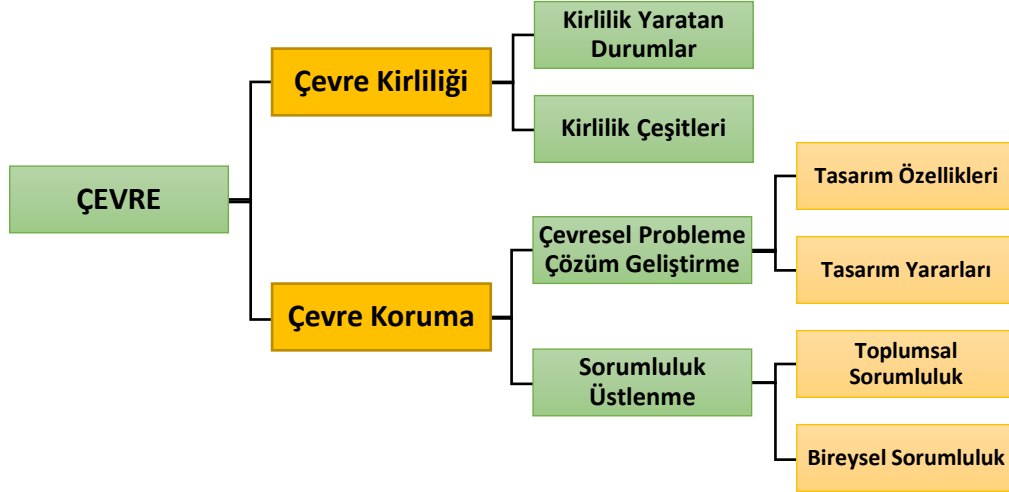 Kirlilik Yaratan
Durumlar
Çevre Kirliliği
Kirlilik Çeşitleri
ÇEVRE
Tasarım Özellikleri
Çevresel Probleme
Çözüm Geliştirme
Tasarım Yararları
Çevre Koruma
Toplumsal
Sorumluluk
Sorumluluk
Üstlenme
Bireysel Sorumluluk